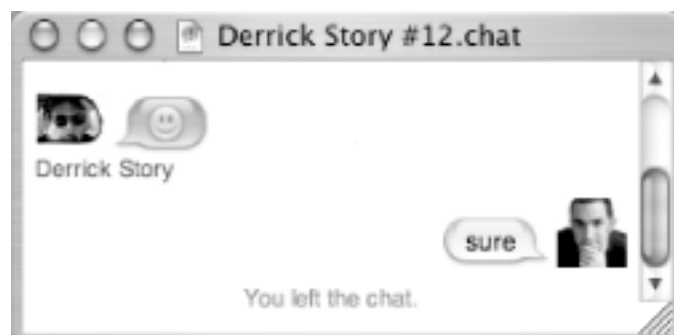 Derrick Story #12.chat
Derrick Story
sure
You left the chat.